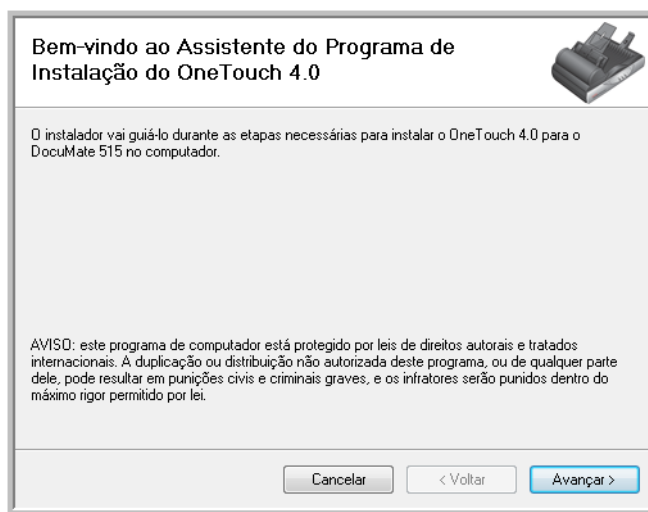 Bem-vindo ao Assistente do Programa de
Instalação do OneTouch 4.0
O instalador vai guiá-lo durante as etapas necessárias para instalar o OneTouch 4.0 para o
DocuMate 515 no computador.
AVISO: este programa de computador está protegido por leis de direitos autorais e tratados
internacionais. A duplicação ou distribuição não autorizada deste programa, ou de qualquer parte
dele, pode resultar em punições civis e criminais graves, e os infratores serão punidos dentro do
máximo rigor permitido por lei.
Cancelar < Voltar Avançar >